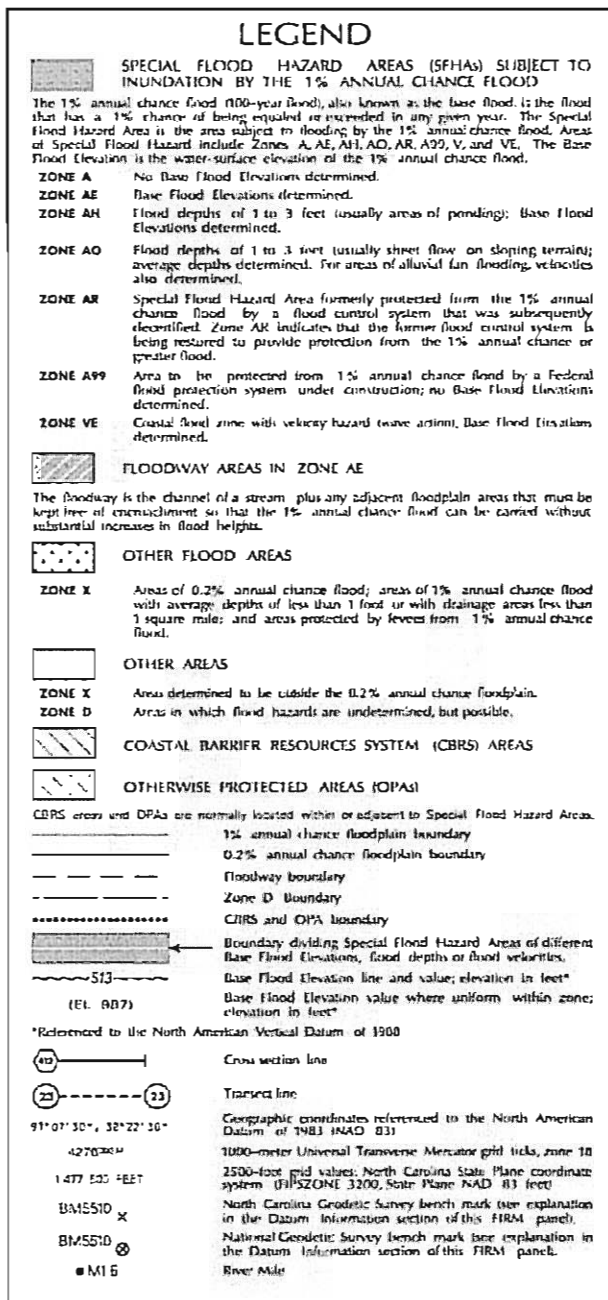 LEGEND
SPECIAL FLOOD HAZARD AREAS (SFHAs) SUBJECT TO
INUNDATION BY THE 1% ANNUAL CHANCE FLOOD
The 1% annual chance flood (100-year flood), also known as the base flood, is the flood
that has a 1% chance of being equaled or exceeded in any given year. The Special
Flood Hazard Area is the area subject to flooding by the 1% annual chance flood. Areas
of Special Flood Hazard include Zones A, AE, AH, AO, AR, A99, V, and VE. The Base
Flood Elevation is the water-surface elevation of the 1% annual chance flood.
ZONE A No Base Flood Elevations determined.
ZONE AE Base Flood Elevations determined.
ZONE AH Flood depths of 1 to 3 feet (usually areas of ponding); Base Flood
Elevations determined.
ZONE AO Flood depths of 1 to 3 feet (usually sheet flow on sloping terrain);
average depths determined. For areas of alluvial fan flooding, velocities
also determined.
ZONE AR Special Flood Hazard Area formerly protected from the 1% annual
chance flood by a flood control system that was subsequently
decertified. Zone AR indicates that the former flood control system is
being restored to provide protection from the 1% annual chance or
greater flood.
ZONE A99 Area to be protected from 1% annual chance flood by a Federal
flood protection system under construction; no Base Flood Elevations
determined.
ZONE VE Coastal flood zone with velocity hazard (wave action); Base Flood Elevations
determined.
FLOODWAY AREAS IN ZONE AE
The floodway is the channel of a stream plus any adjacent floodplain areas that must be
kept free of encroachment so that the 1% annual chance flood can be carried without
substantial increases in flood heights.
OTHER FLOOD AREAS
ZONE X Areas of 0.2% annual chance flood; areas of 1% annual chance flood
with average depths of less than 1 foot or with drainage areas less than
1 square mile; and areas protected by levees from 1% annual chance
flood.
OTHER AREAS
ZONE X Areas determined to be outside the 0.2% annual chance floodplain.
ZONE D Areas in which flood hazards are undetermined, but possible.
COASTAL BARRIER RESOURCES SYSTEM (CBRS) AREAS
OTHERWISE PROTECTED AREAS (OPAs)
CBRS areas and OPAs are normally located within or adjacent to Special Flood Hazard Areas.
1% annual chance floodplain boundary
0.2% annual chance floodplain boundary
Floodway boundary
Zone D Boundary
CBRS and OPA boundary
Boundary dividing Special Flood Hazard Areas of different
Base Flood Elevations, flood depths or flood velocities.
513 Base Flood Elevation line and value; elevation in feet*
(EL 987) Base Flood Elevation value where uniform within zone;
elevation in feet*
*Referenced to the North American Vertical Datum of 1988
Cross section line
23 23 Transect line
91°07'30", 32°22'30" Geographic coordinates referenced to the North American
Datum of 1983 (NAD 83)
1000-meter Universal Transverse Mercator grid ticks, zone 18
FEET 2500-foot grid values: North Carolina State Plane coordinate
system (FIPSZONE 3200, State Plane NAD 83 feet)
BM5510 X North Carolina Geodetic Survey bench mark (see explanation
in the Datum Information section of this FIRM panel).
BM5510 ⊗ National Geodetic Survey bench mark (see explanation in
the Datum Information section of this FIRM panel).
●M1.5 River Mile